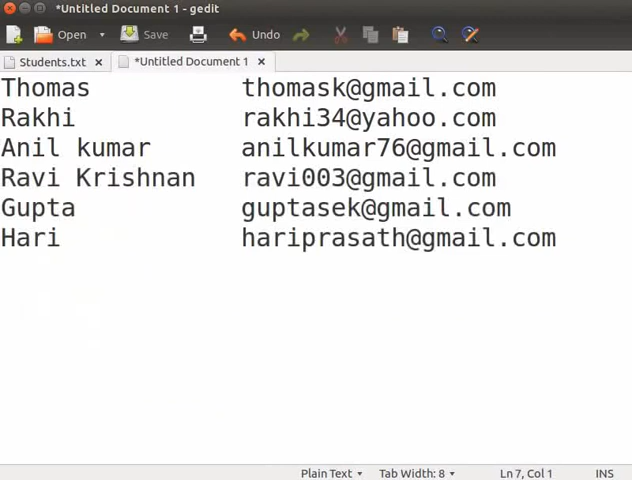 *Untitled Document 1 - gedit
Open Save Undo
Students.txt *Untitled Document 1
Thomas thomask@gmail.com
Rakhi rakhi34@yahoo.com
Anil kumar anilkumar76@gmail.com
Ravi Krishnan ravi003@gmail.com
Gupta guptasek@gmail.com
Hari hariprasath@gmail.com
Plain Text Tab Width: 8 Ln 7, Col 1 INS